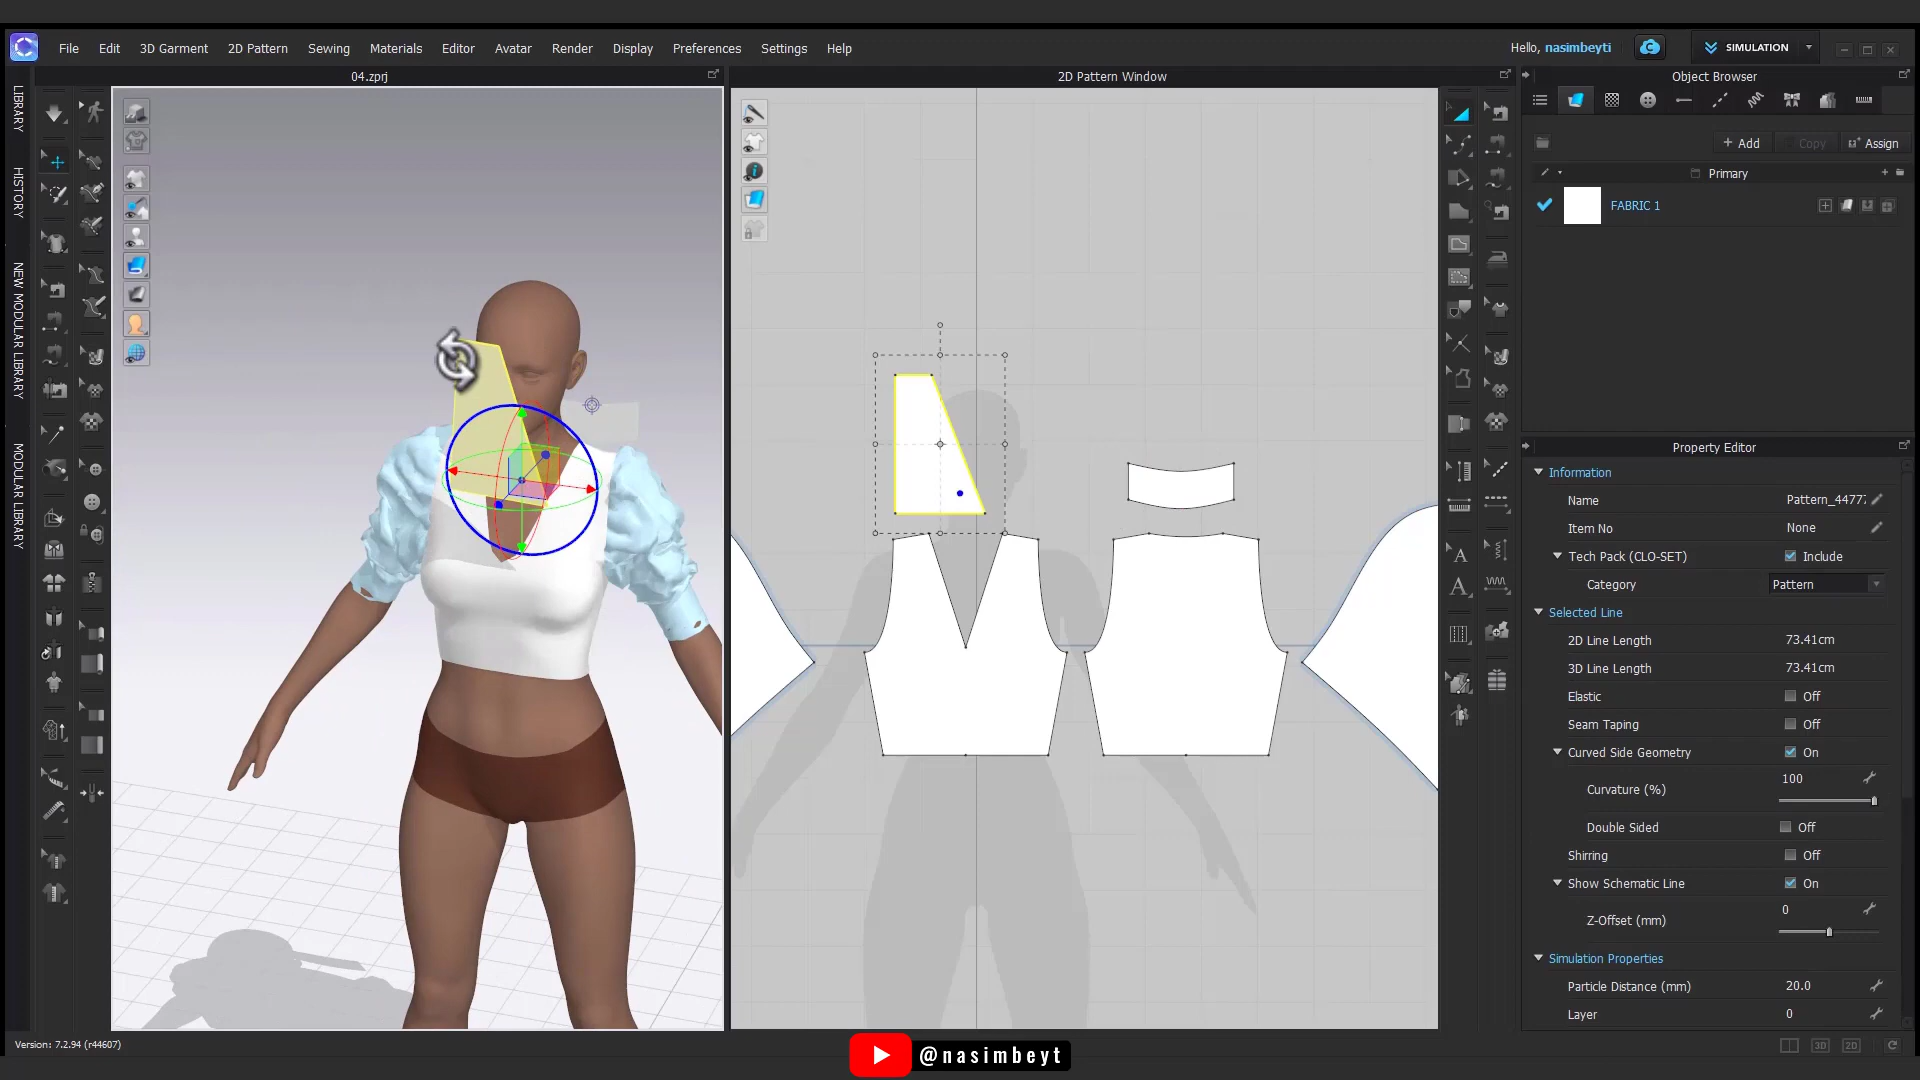 File Edit 3D Garment 2D Pattern Sewing Materials Editor Avatar Render Display Preferences Settings Help
Hello, nasimbeyti
SIMULATION
04.zprj
2D Pattern Window
Object Browser
LIBRARY
HISTORY
NEW MODULAR LIBRARY
MODULAR LIBRARY
+ Add Copy Assign
Primary
FABRIC 1
Property Editor
Information
Name Pattern_4477
Item No None
Tech Pack (CLO-SET) Include
Category Pattern
Selected Line
2D Line Length 73.41cm
3D Line Length 73.41cm
Elastic Off
Seam Taping Off
Curved Side Geometry On
Curvature (%) 100
Double Sided Off
Shirring Off
Show Schematic Line On
Z-Offset (mm) 0
Simulation Properties
Particle Distance (mm) 20.0
Layer 0
Version: 7.2.94 (r44607)
@nasimbeyt
3D 2D